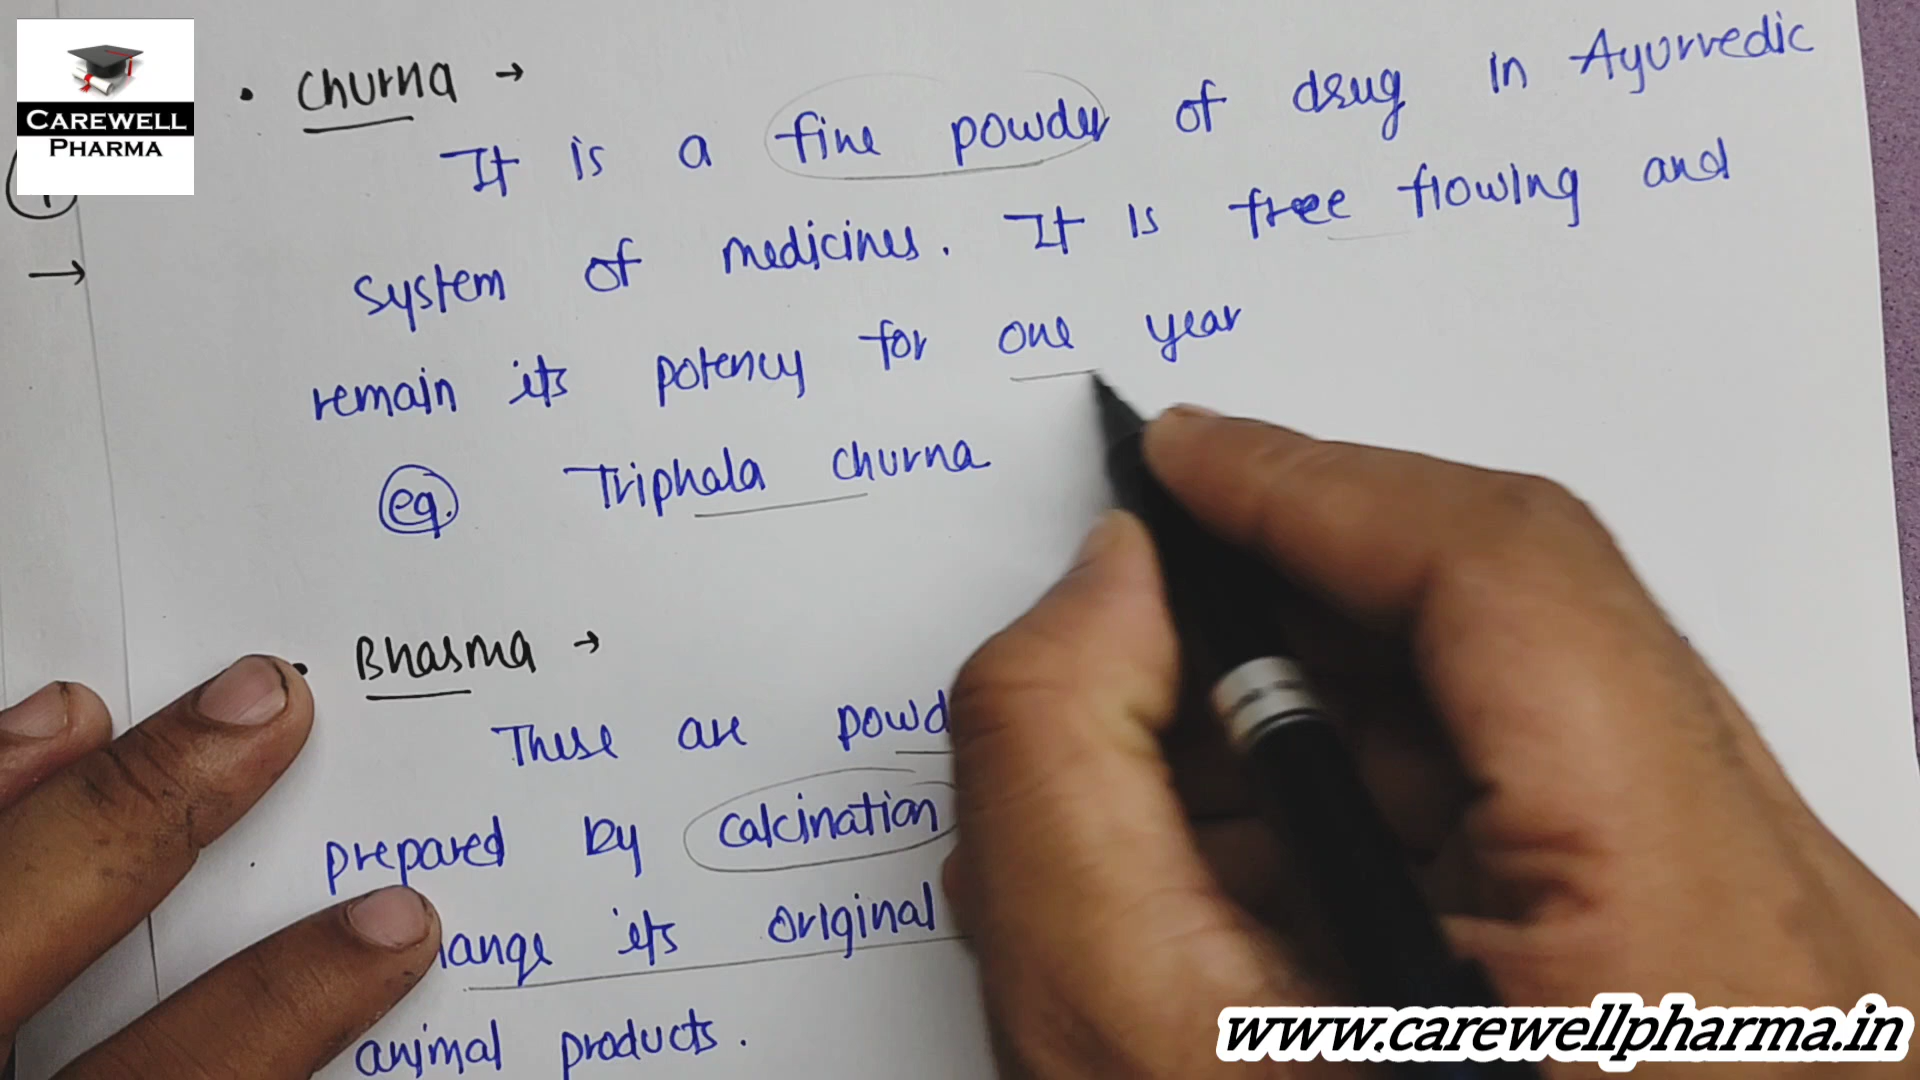 CAREWELL
PHARMA
• Churna →
It is a fine powder of drug in Ayurvedic
system of medicines. It is free flowing and
remain its potency for one year
eg. Triphala churna
• Bhasma →
These are powd
prepared by calcination
ange its original
animal products.
www.carewellpharma.in